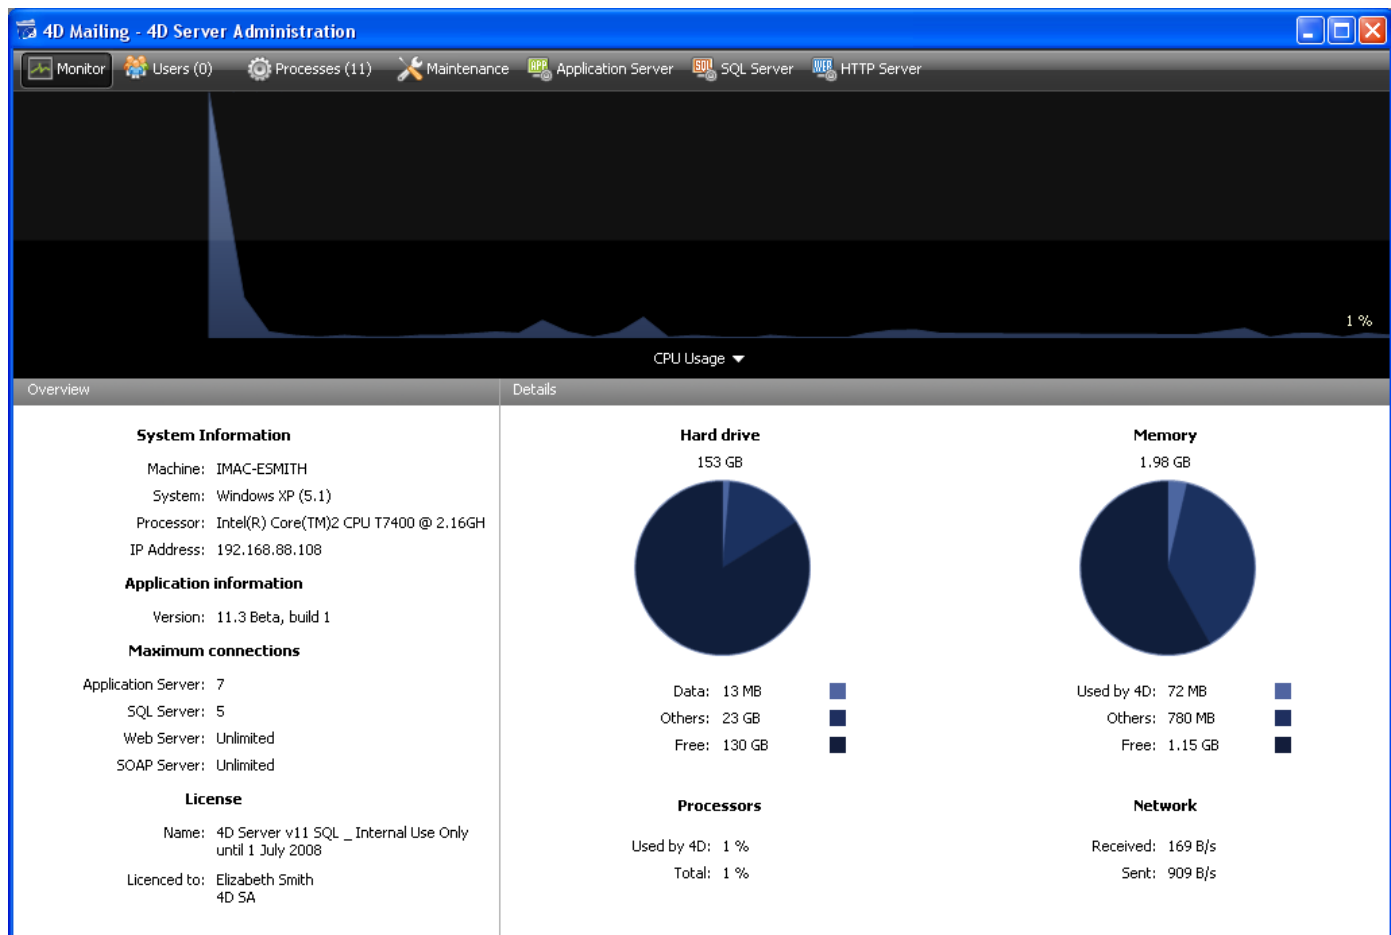 4D Mailing - 4D Server Administration
Monitor Users (0) Processes (11) Maintenance Application Server SQL Server HTTP Server
1 %
CPU Usage
Overview
Details
System Information
Machine: IMAC-ESMITH
System: Windows XP (5.1)
Processor: Intel(R) Core(TM)2 CPU T7400 @ 2.16GH
IP Address: 192.168.88.108
Application information
Version: 11.3 Beta, build 1
Maximum connections
Application Server: 7
SQL Server: 5
Web Server: Unlimited
SOAP Server: Unlimited
License
Name: 4D Server v11 SQL _ Internal Use Only
until 1 July 2008
Licenced to: Elizabeth Smith
4D SA
Hard drive
153 GB
Data: 13 MB
Others: 23 GB
Free: 130 GB
Memory
1.98 GB
Used by 4D: 72 MB
Others: 780 MB
Free: 1.15 GB
Processors
Used by 4D: 1 %
Total: 1 %
Network
Received: 169 B/s
Sent: 909 B/s